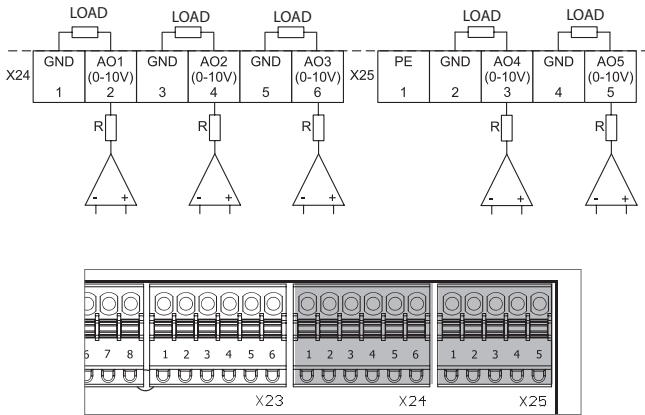 LOAD LOAD LOAD LOAD LOAD
X24 GND AO1 GND AO2 GND AO3 X25 PE GND AO4 GND AO5
(0-10V) (0-10V) (0-10V) (0-10V) (0-10V)
1 2 3 4 5 6 1 2 3 4 5
R R R R R
- + - + - + - + - +
6 7 8 1 2 3 4 5 6 1 2 3 4 5 6 1 2 3 4 5
X23 X24 X25